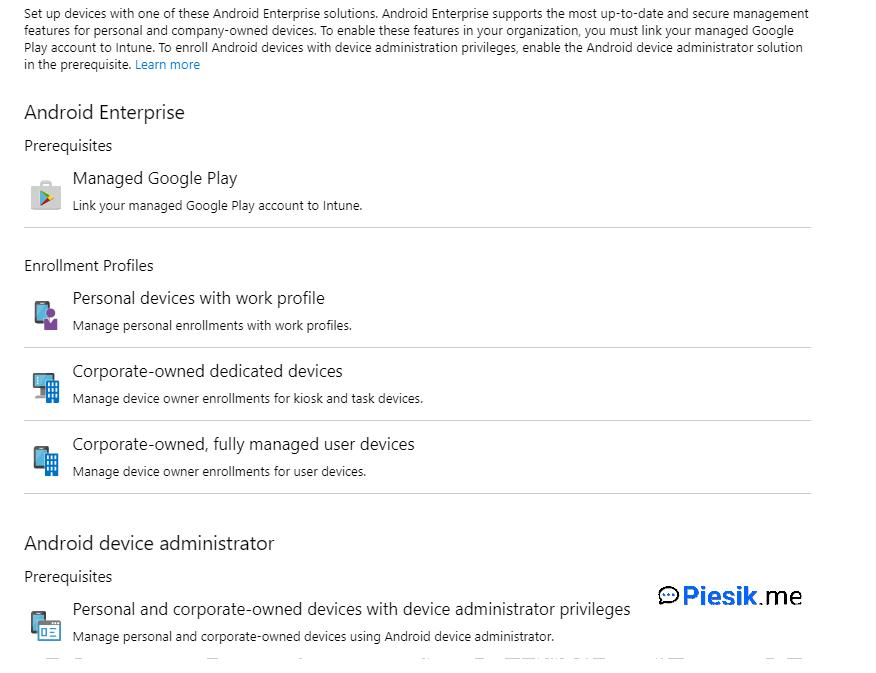 Set up devices with one of these Android Enterprise solutions. Android Enterprise supports the most up-to-date and secure management
features for personal and company-owned devices. To enable these features in your organization, you must link your managed Google
Play account to Intune. To enroll Android devices with device administration privileges, enable the Android device administrator solution
in the prerequisite. Learn more
Android Enterprise
Prerequisites
Managed Google Play
Link your managed Google Play account to Intune.
Enrollment Profiles
Personal devices with work profile
Manage personal enrollments with work profiles.
Corporate-owned dedicated devices
Manage device owner enrollments for kiosk and task devices.
Corporate-owned, fully managed user devices
Manage device owner enrollments for user devices.
Android device administrator
Prerequisites
Piesik.me
Personal and corporate-owned devices with device administrator privileges
Manage personal and corporate-owned devices using Android device administrator.